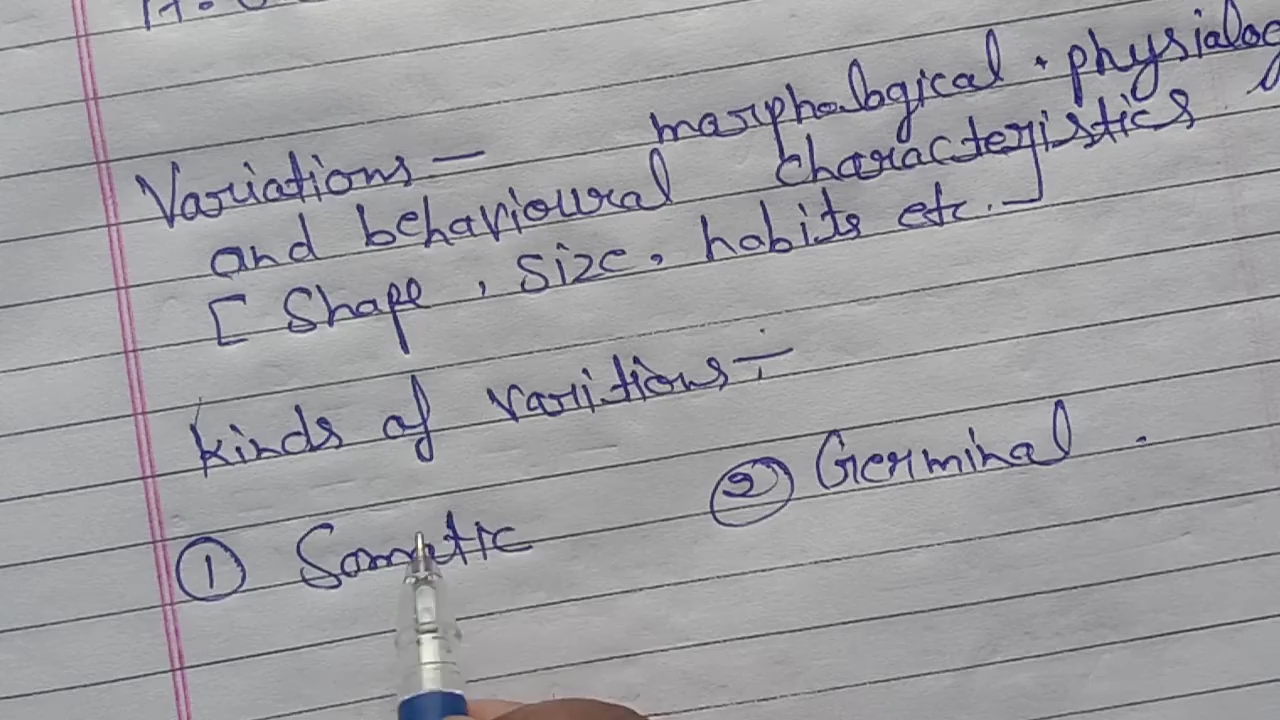 Variations – morphological, physiolog
and behavioural characteristics
[ Shape, Size, habits etc.]
Kinds of varitions :-
① Somatic ② Germinal.